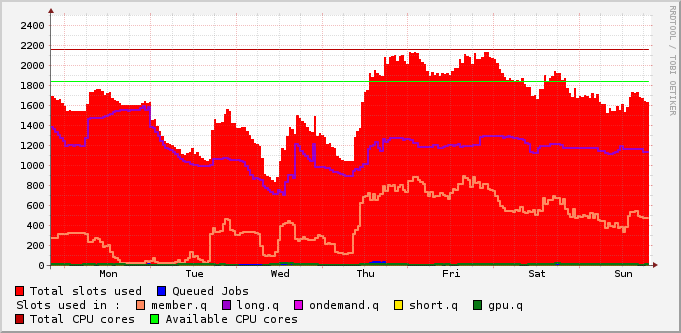 RRDTOOL / TOBI OETIKER
2400
2200
2000
1800
1600
1400
1200
1000
800
600
400
200
0
Mon Tue Wed Thu Fri Sat Sun
Total slots used Queued Jobs
Slots used in : member.q long.q ondemand.q short.q gpu.q
Total CPU cores Available CPU cores